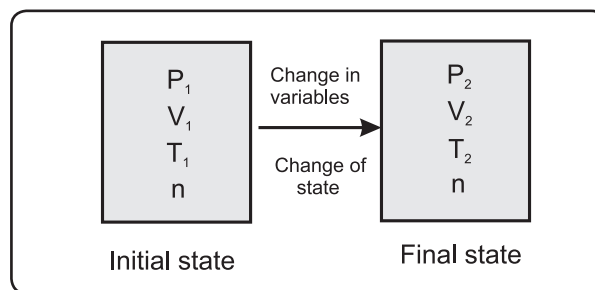 P₁
V₁
T₁
n
Initial state
Change in
variables
Change of
state
P₂
V₂
T₂
n
Final state